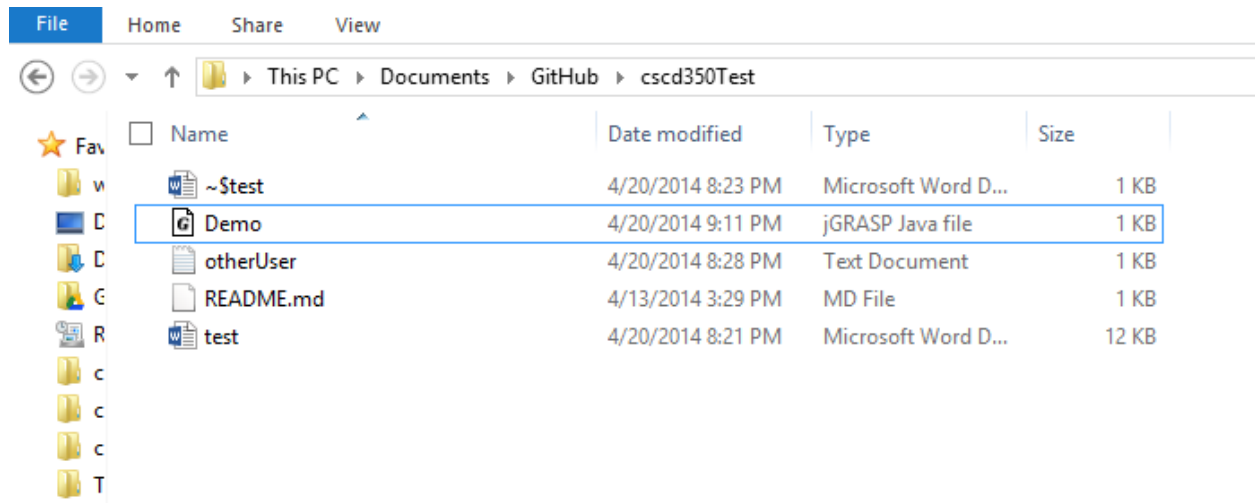 File Home Share View
This PC Documents GitHub cscd350Test
Name Date modified Type Size
Fav
~$test 4/20/2014 8:23 PM Microsoft Word D... 1 KB
Demo 4/20/2014 9:11 PM jGRASP Java file 1 KB
otherUser 4/20/2014 8:28 PM Text Document 1 KB
README.md 4/13/2014 3:29 PM MD File 1 KB
test 4/20/2014 8:21 PM Microsoft Word D... 12 KB